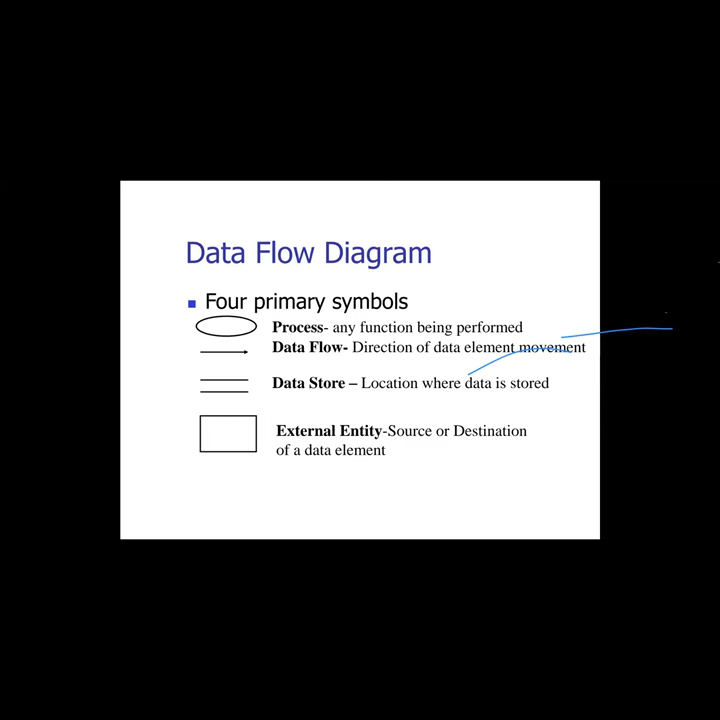 Data Flow Diagram
Four primary symbols
Process- any function being performed
Data Flow- Direction of data element movement
Data Store – Location where data is stored
External Entity-Source or Destination
of a data element